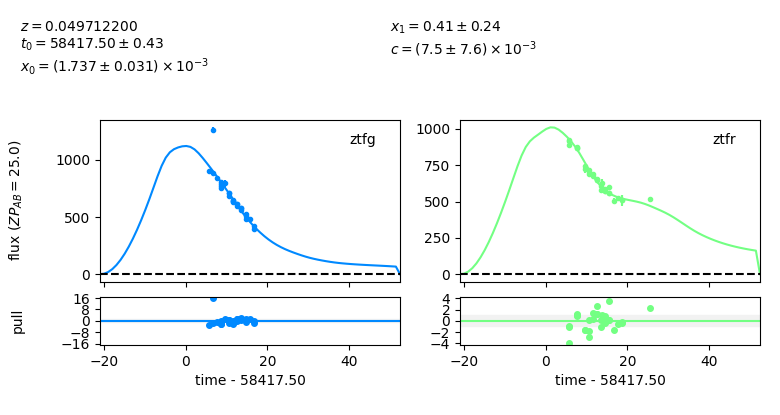 z = 0.049712200
t₀ = 58417.50 ± 0.43
x₀ = (1.737 ± 0.031) × 10⁻³
x₁ = 0.41 ± 0.24
c = (7.5 ± 7.6) × 10⁻³
flux (ZP_AB = 25.0)
1000
500
0
ztfg
1000
750
500
250
0
ztfr
pull
16
8
0
−8
−16
−20
0
20
40
time - 58417.50
4
2
0
−2
−4
−20
0
20
40
time - 58417.50